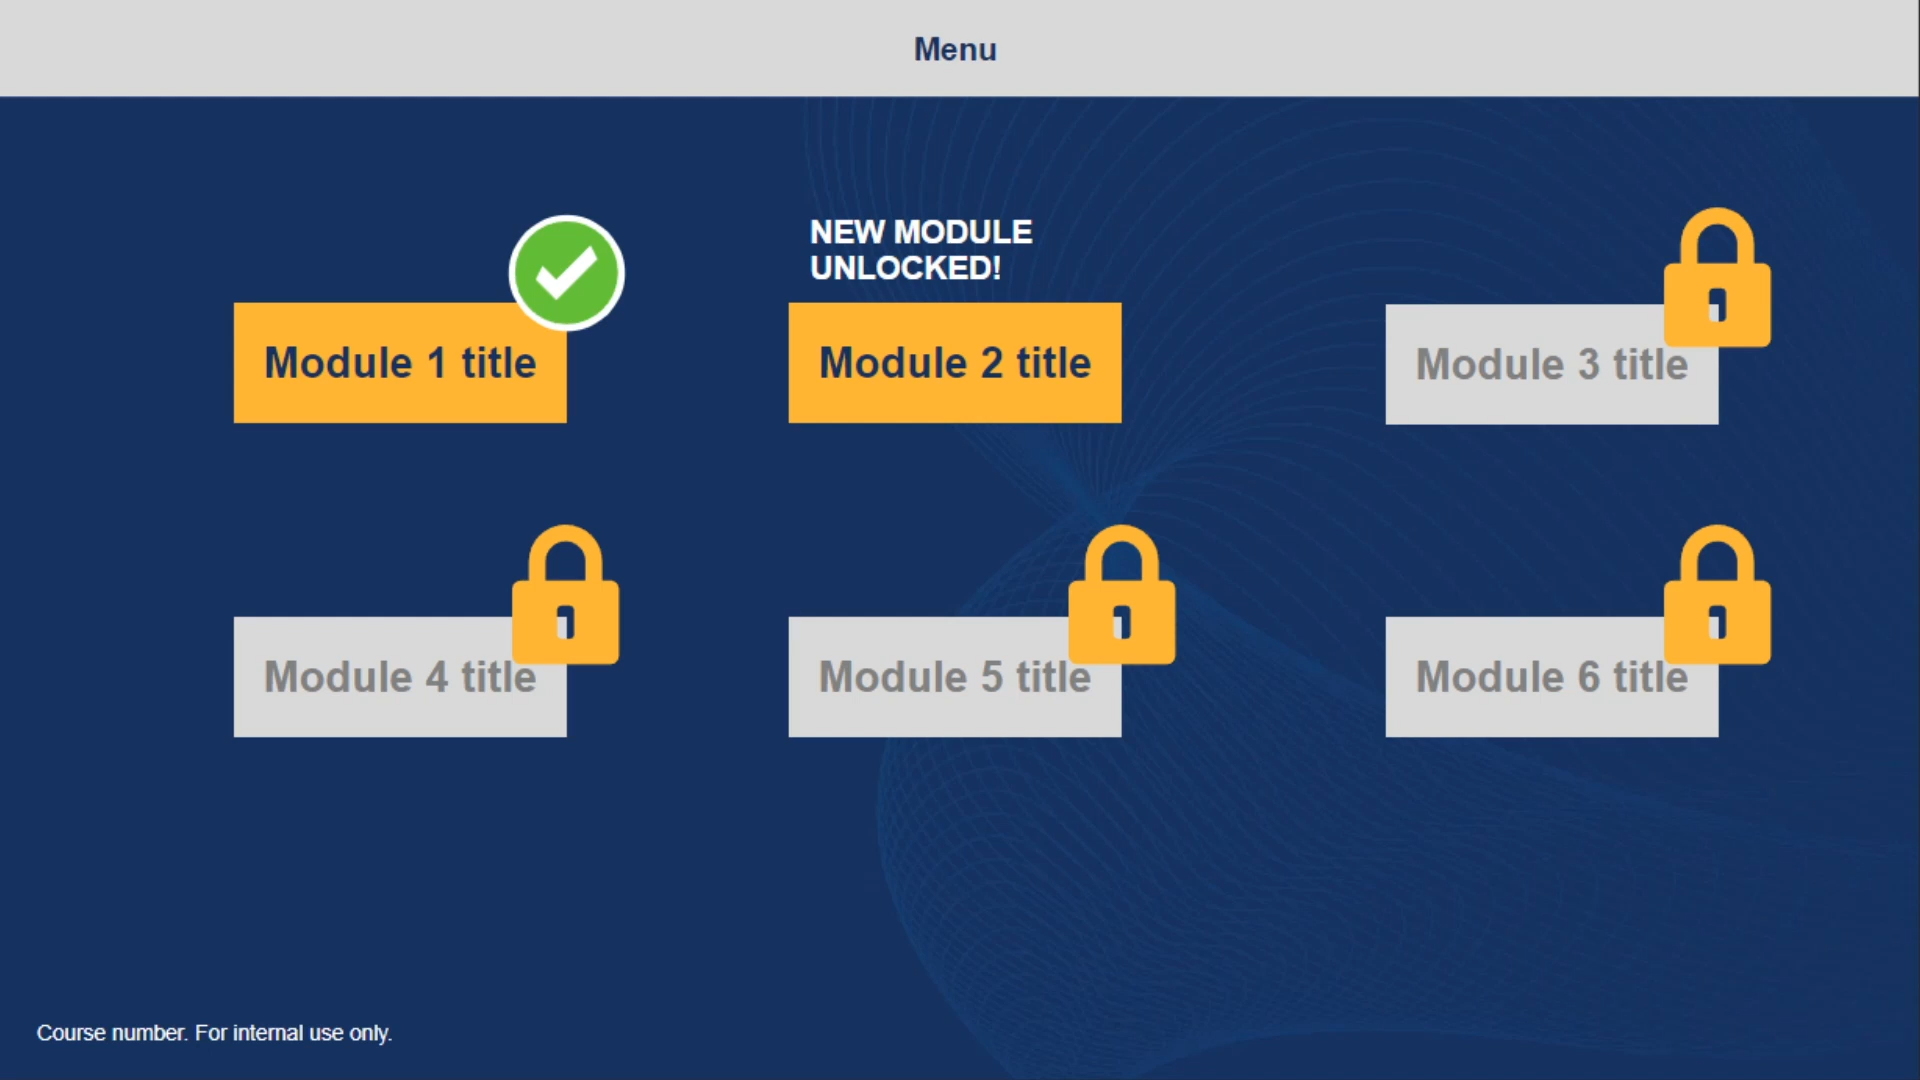 Menu
NEW MODULE
UNLOCKED!
Module 1 title
Module 2 title
Module 3 title
Module 4 title
Module 5 title
Module 6 title
Course number. For internal use only.